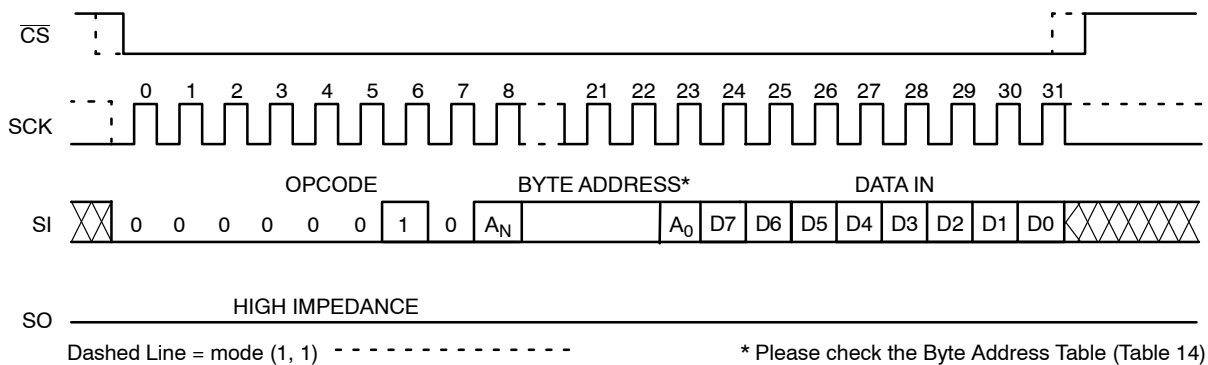 CS
0 1 2 3 4 5 6 7 8 21 22 23 24 25 26 27 28 29 30 31
SCK
OPCODE BYTE ADDRESS* DATA IN
SI 0 0 0 0 0 0 1 0 AN A0 D7 D6 D5 D4 D3 D2 D1 D0
HIGH IMPEDANCE
SO
Dashed Line = mode (1, 1) * Please check the Byte Address Table (Table 14)